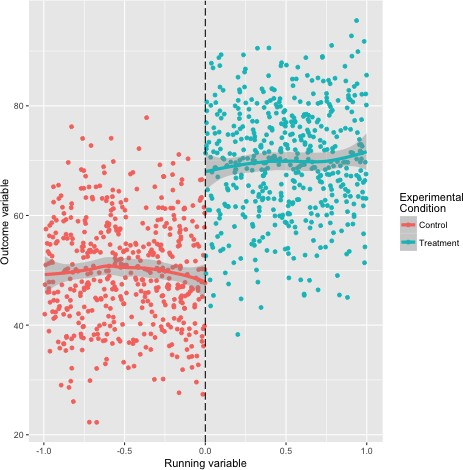 80
60
40
20
-1.0
-0.5
0.0
0.5
1.0
Outcome variable
Running variable
Experimental
Condition
Control
Treatment